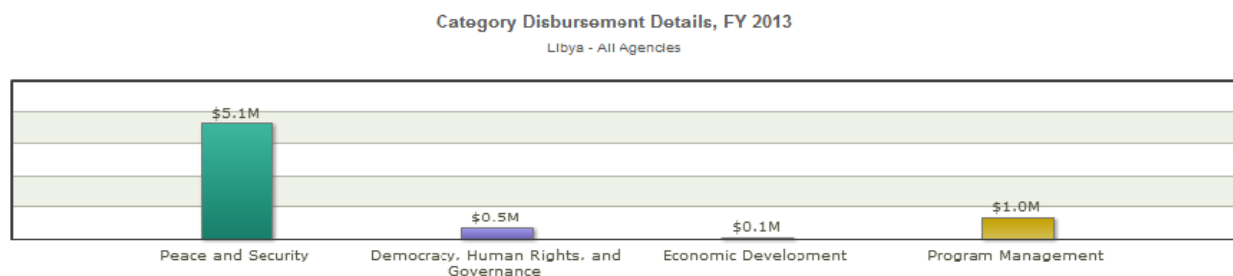 Category Disbursement Details, FY 2013
Libya - All Agencies
$5.1M
$0.5M
$0.1M
$1.0M
Peace and Security
Democracy, Human Rights, and
Governance
Economic Development
Program Management